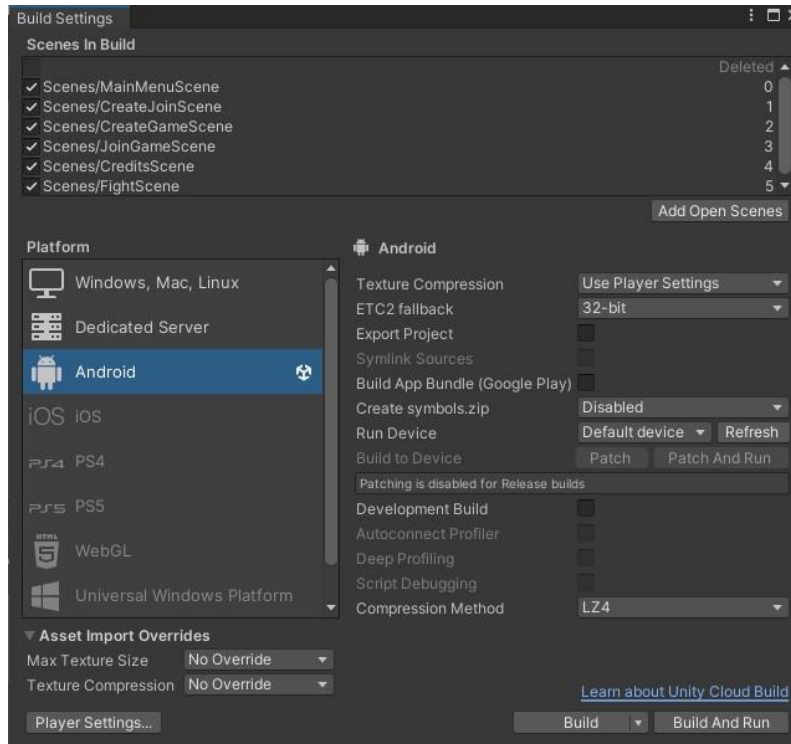 Build Settings
Scenes In Build
Deleted
Scenes/MainMenuScene 0
Scenes/CreateJoinScene 1
Scenes/CreateGameScene 2
Scenes/JoinGameScene 3
Scenes/CreditsScene 4
Scenes/FightScene 5
Add Open Scenes
Platform
Windows, Mac, Linux
Dedicated Server
Android
iOS iOS
PS4 PS4
PS5 PS5
HTML 5 WebGL
Universal Windows Platform
Android
Texture Compression Use Player Settings
ETC2 fallback 32-bit
Export Project
Symlink Sources
Build App Bundle (Google Play)
Create symbols.zip Disabled
Run Device Default device Refresh
Build to Device Patch Patch And Run
Patching is disabled for Release builds
Development Build
Autoconnect Profiler
Deep Profiling
Script Debugging
Compression Method LZ4
Asset Import Overrides
Max Texture Size No Override
Texture Compression No Override
Learn about Unity Cloud Build
Player Settings... Build Build And Run